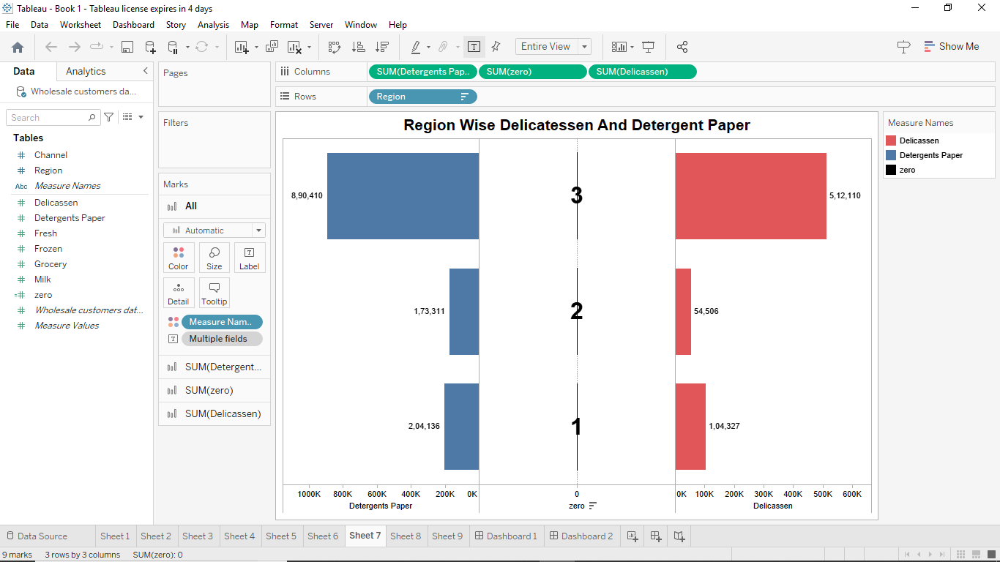 Tableau - Book 1 - Tableau license expires in 4 days
File Data Worksheet Dashboard Story Analysis Map Format Server Window Help
Entire View
Show Me
Data Analytics
Wholesale customers da...
Search
Tables
Channel
Region
Abc Measure Names
Delicassen
Detergents Paper
Fresh
Frozen
Grocery
Milk
zero
Wholesale customers dat...
Measure Values
Pages
Filters
Marks
All
Automatic
Color Size Label
Detail Tooltip
Measure Nam..
Multiple fields
SUM(Detergent...
SUM(zero)
SUM(Delicassen)
Columns SUM(Detergents Pap.. SUM(zero) SUM(Delicassen)
Rows Region
Region Wise Delicatessen And Detergent Paper
8,90,410 3 5,12,110
1,73,311 2 54,506
2,04,136 1 1,04,327
1000K 800K 600K 400K 200K 0K 0 0K 100K 200K 300K 400K 500K 600K
Detergents Paper zero Delicassen
Measure Names
Delicassen
Detergents Paper
zero
Data Source Sheet 1 Sheet 2 Sheet 3 Sheet 4 Sheet 5 Sheet 6 Sheet 7 Sheet 8 Sheet 9 Dashboard 1 Dashboard 2
9 marks 3 rows by 3 columns SUM(zero): 0